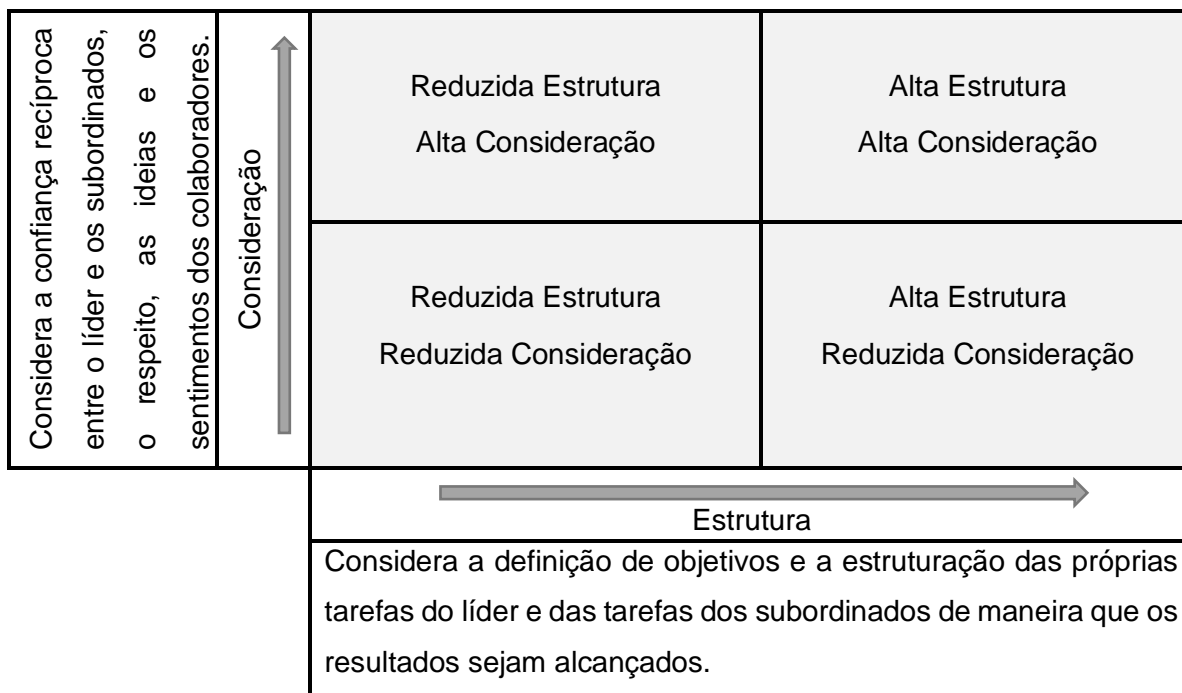 Considera a confiança recíproca
entre o líder e os subordinados,
o respeito, as ideias e os
sentimentos dos colaboradores.
Consideração
Reduzida Estrutura
Alta Consideração
Alta Estrutura
Alta Consideração
Reduzida Estrutura
Reduzida Consideração
Alta Estrutura
Reduzida Consideração
Estrutura
Considera a definição de objetivos e a estruturação das próprias
tarefas do líder e das tarefas dos subordinados de maneira que os
resultados sejam alcançados.